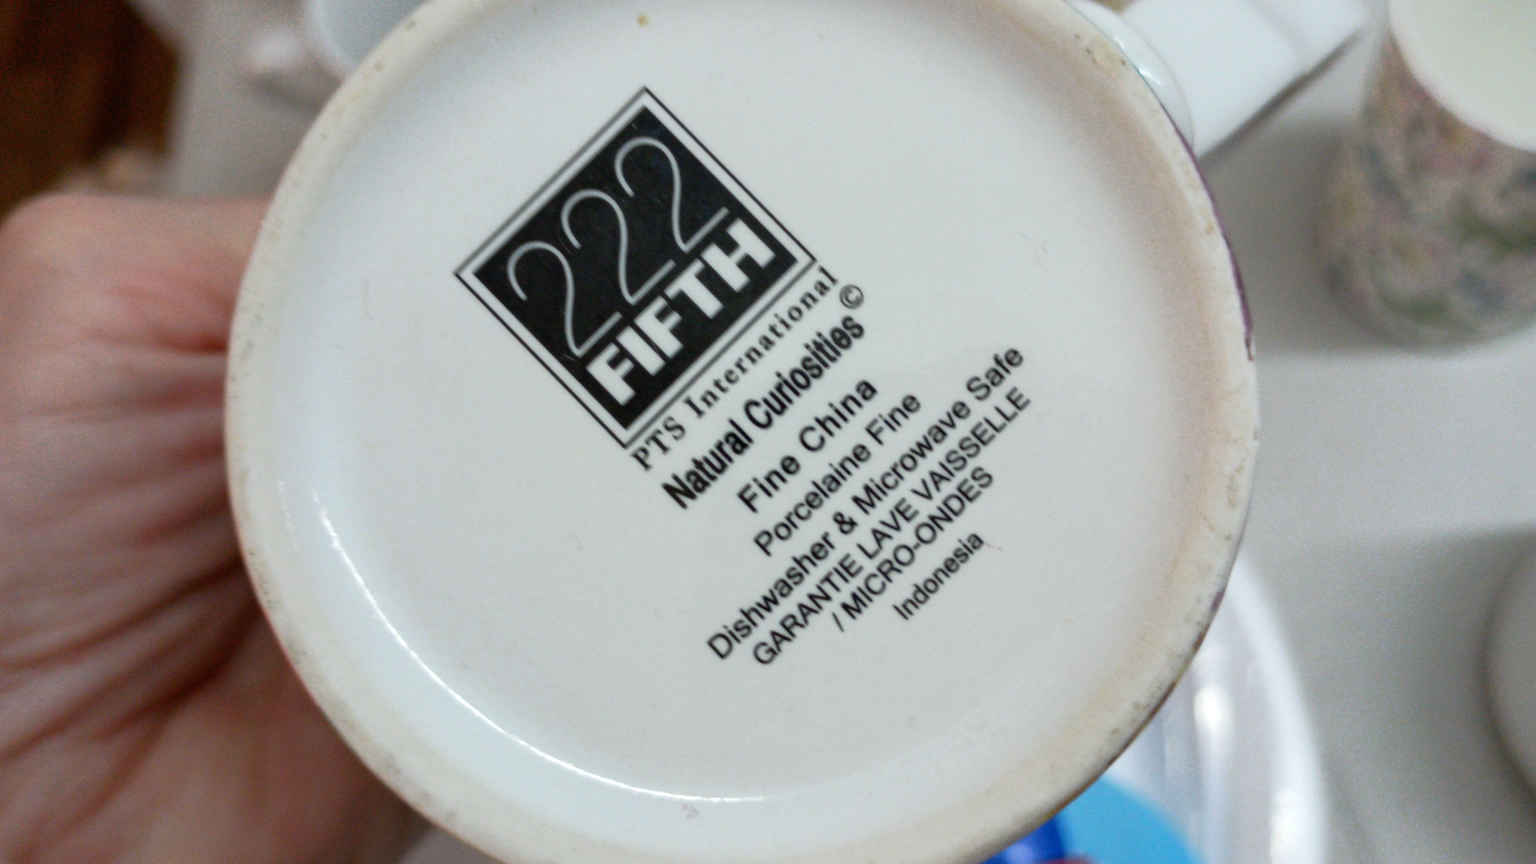 222
FIFTH
PTS International
©
Natural Curiosities
Fine China
Porcelaine Fine
Dishwasher & Microwave Safe
GARANTIE LAVE VAISSELLE
/ MICRO-ONDES
Indonesia